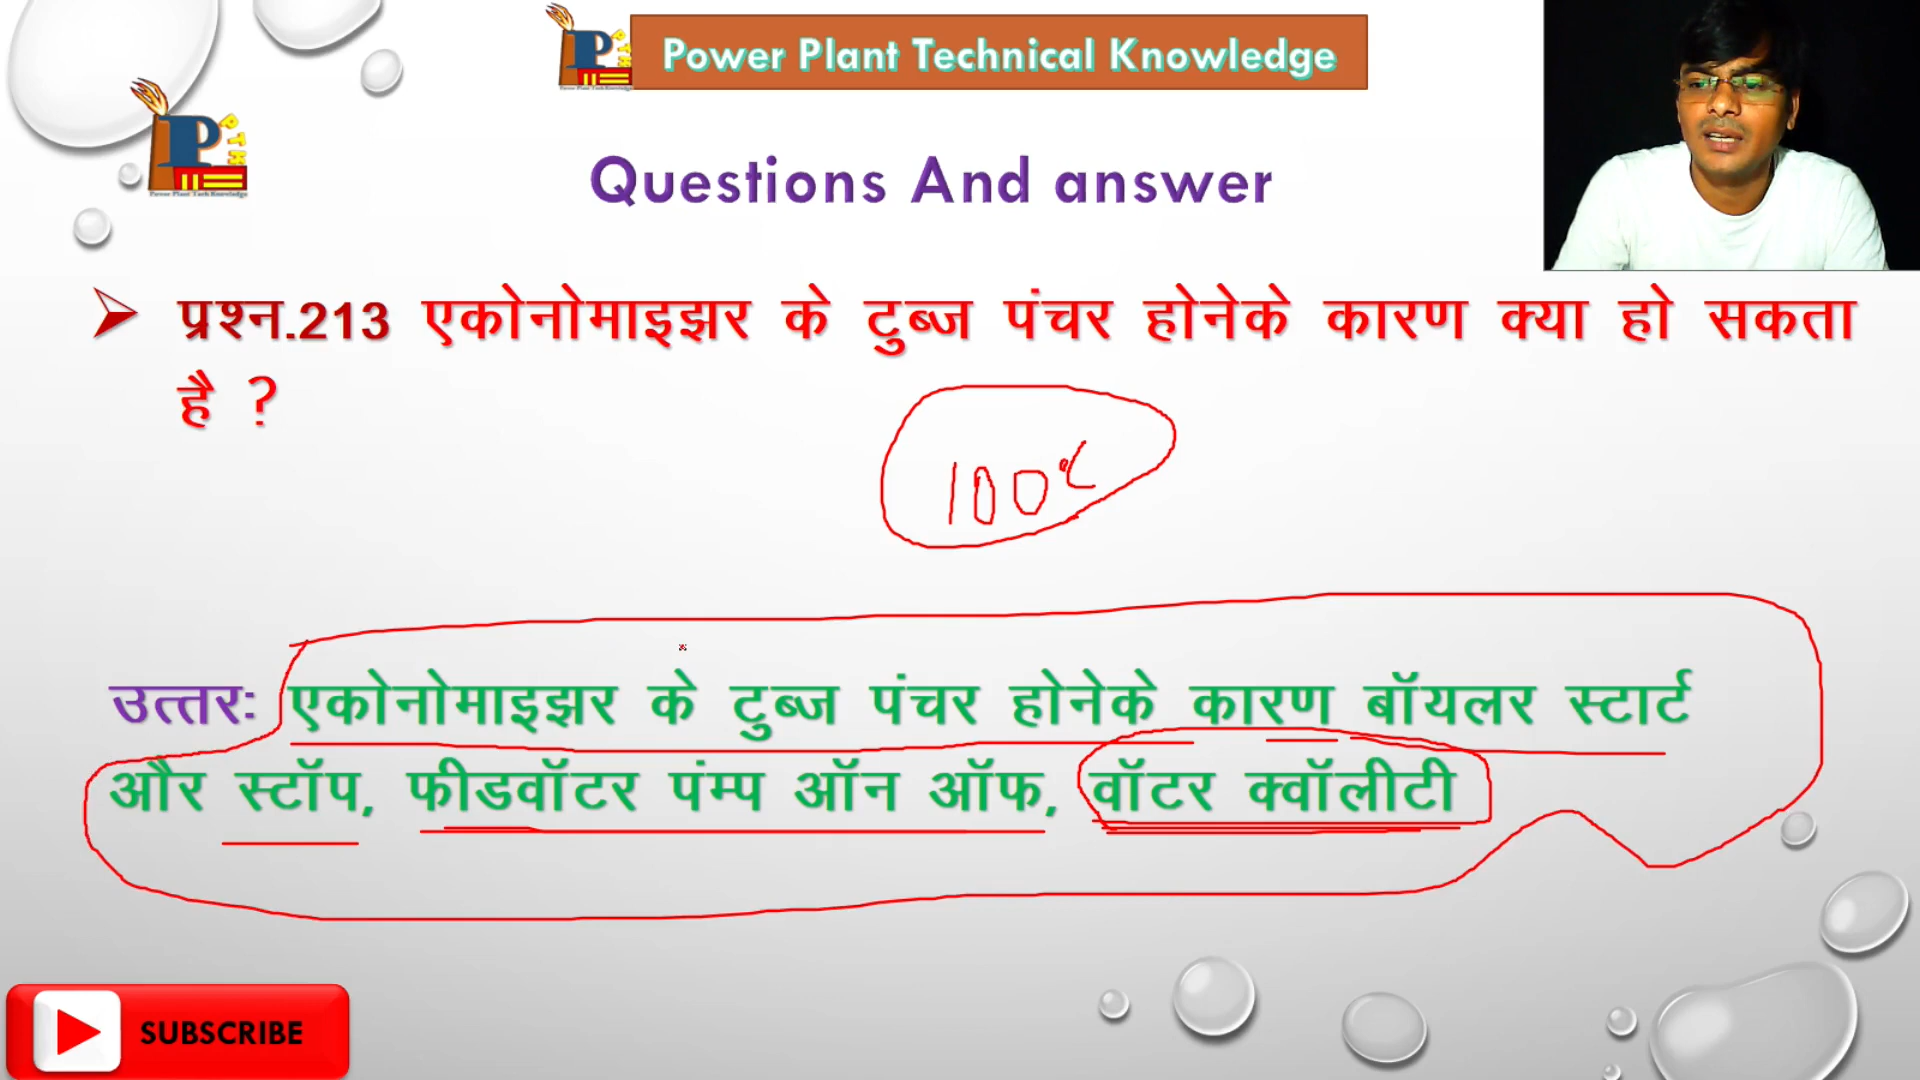 Power Plant Technical Knowledge
Questions And answer
प्रश्न.213 एकोनोमाइझर के टुब्ज पंचर होनेके कारण क्या हो सकता
है ?
100°C
उत्तरः एकोनोमाइझर के टुब्ज पंचर होनेके कारण बॉयलर स्टार्ट
और स्टॉप, फीडवॉटर पंम्प ऑन ऑफ, वॉटर क्वॉलीटी
SUBSCRIBE